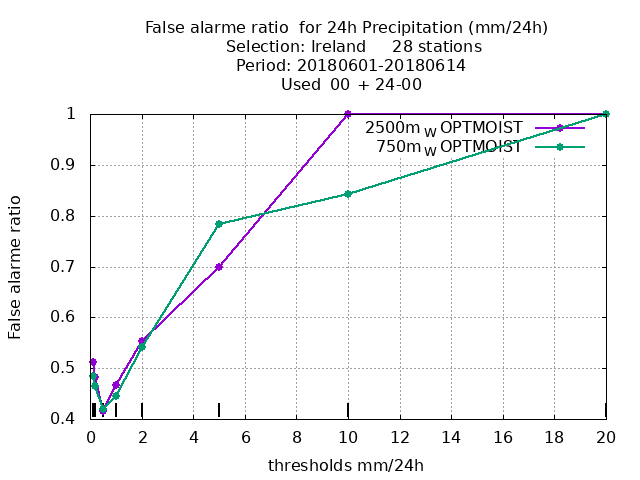 False alarme ratio  for 24h Precipitation (mm/24h)
Selection: Ireland     28 stations
Period: 20180601-20180614
Used  00 + 24-00
2500m_W OPTMOIST
750m_W OPTMOIST
1
0.9
0.8
0.7
0.6
0.5
0.4
False alarme ratio
0 2 4 6 8 10 12 14 16 18 20
thresholds mm/24h